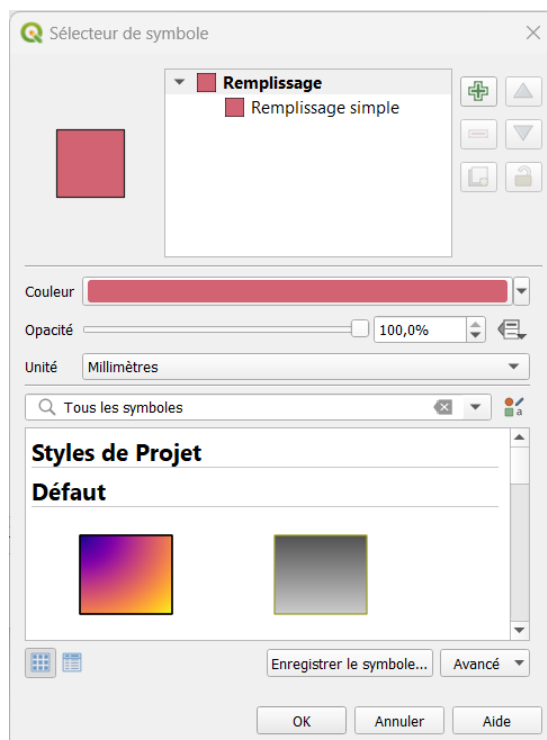 Sélecteur de symbole
Remplissage
Remplissage simple
Couleur
Opacité
100,0%
Unité
Millimètres
Tous les symboles
a
Styles de Projet
Défaut
Enregistrer le symbole...
Avancé
OK
Annuler
Aide